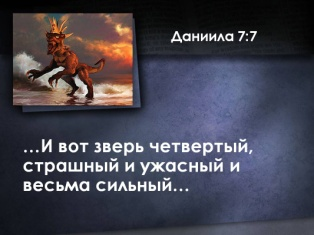 Даниила 7:7
…И вот зверь четвертый,
страшный и ужасный и
весьма сильный…